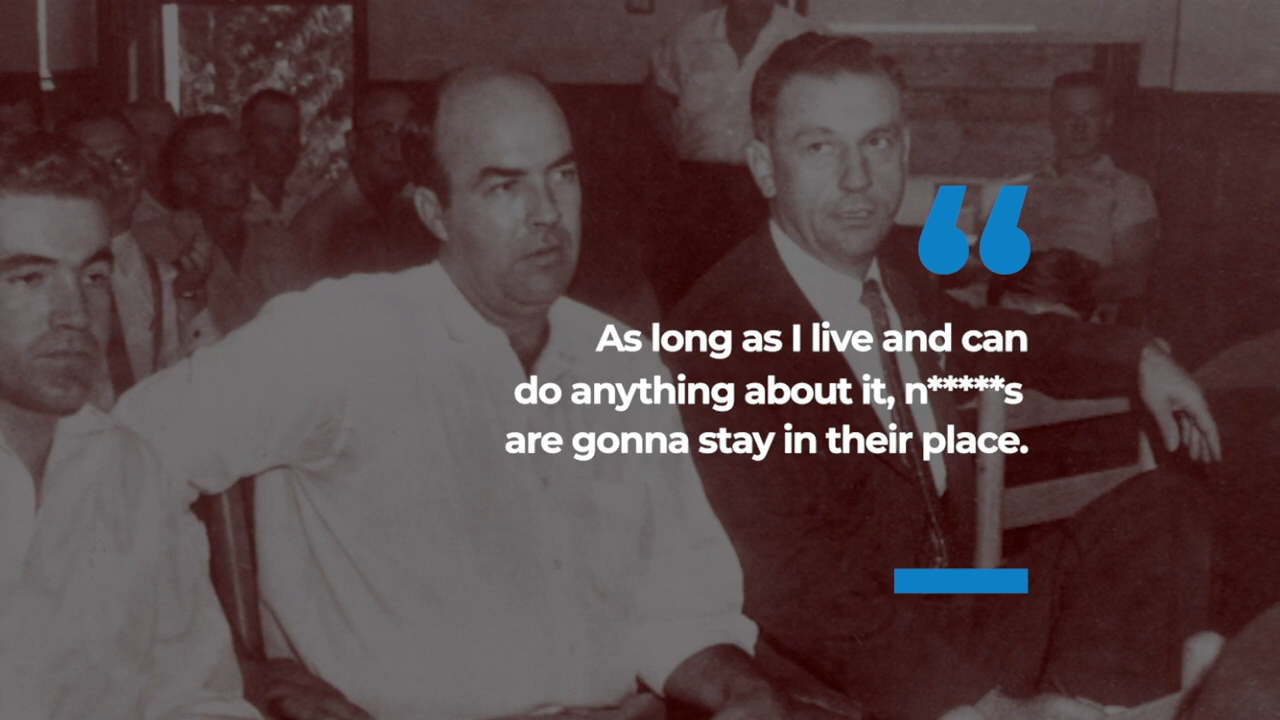 “
As long as I live and can
do anything about it, n*****s
are gonna stay in their place.